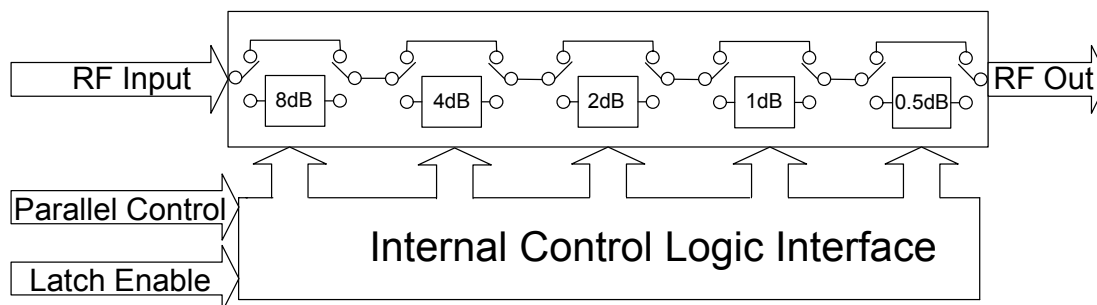 RF Input
8dB
4dB
2dB
1dB
0.5dB
RF Out
Parallel Control
Internal Control Logic Interface
Latch Enable